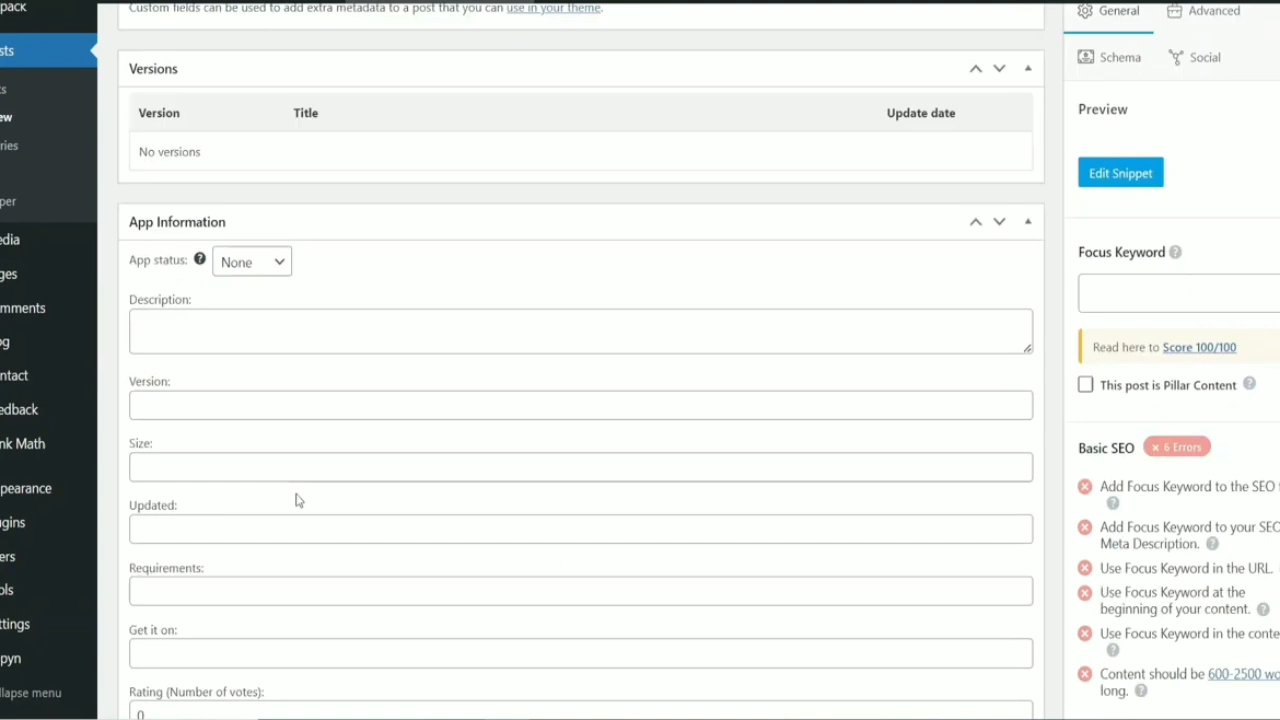 pack
Custom fields can be used to add extra metadata to a post that you can use in your theme.
sts
ts
ew
ries
per
edia
ges
mments
og
ntact
edback
nk Math
pearance
ugins
ers
ols
ttings
pyn
llapse menu
Versions
Version Title Update date
No versions
App Information
App status: None
Description:
Version:
Size:
Updated:
Requirements:
Get it on:
Rating (Number of votes):
0
General Advanced
Schema Social
Preview
Edit Snippet
Focus Keyword
Read here to Score 100/100
This post is Pillar Content
Basic SEO × 6 Errors
Add Focus Keyword to the SEO
Add Focus Keyword to your SEO
Meta Description.
Use Focus Keyword in the URL.
Use Focus Keyword at the
beginning of your content.
Use Focus Keyword in the conte
Content should be 600-2500 wo
long.